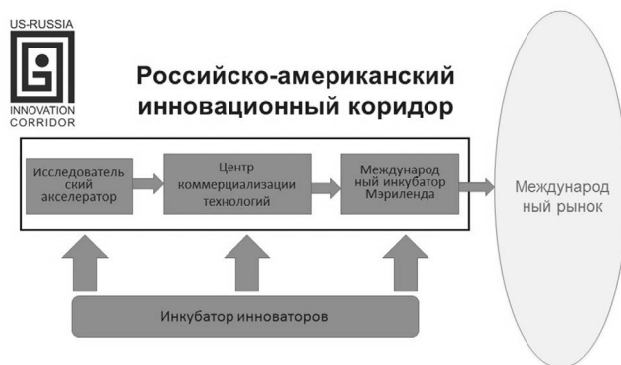 US-RUSSIA
INNOVATION
CORRIDOR
Российско-американский
инновационный коридор
Исследователь
ский
акселератор
Центр
коммерциализации
технологий
Международ
ный инкубатор
Мэриленда
Международ
ный рынок
Инкубатор инноваторов